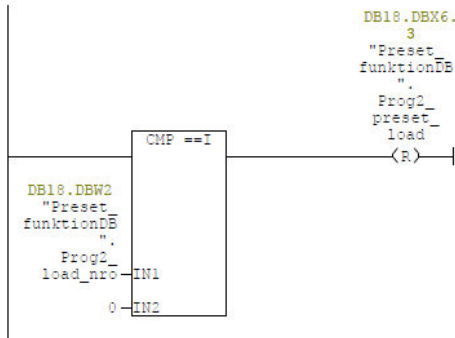 DB18.DBX6.
3
"Preset_
funktionDB
".
Prog2_
preset_
load
(R)
CMP ==I
DB18.DBW2
"Preset_
funktionDB
".
Prog2_
load_nro
IN1
0
IN2